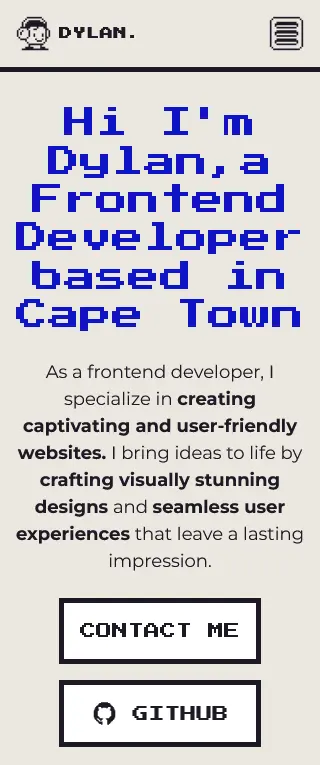 DYLAN.
Hi I'm
Dylan,a
Frontend
Developer
based in
Cape Town
As a frontend developer, I
specialize in creating
captivating and user-friendly
websites. I bring ideas to life by
crafting visually stunning
designs and seamless user
experiences that leave a lasting
impression.
CONTACT ME
GITHUB